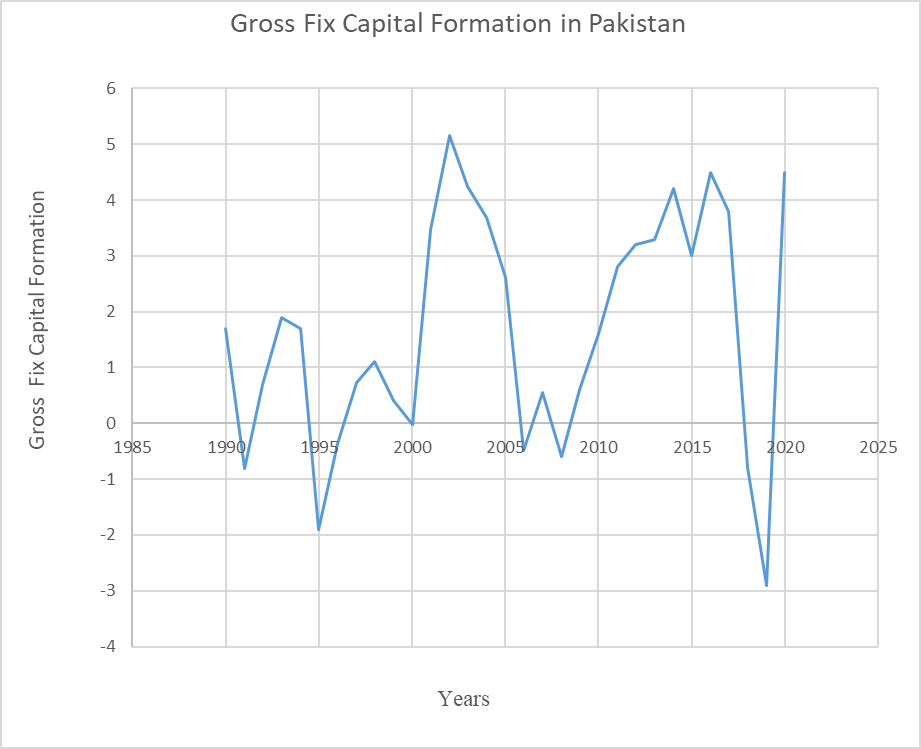 Gross Fix Capital Formation in Pakistan
Gross  Fix Capital Formation
6
5
4
3
2
1
0
-1
-2
-3
-4
1985 1990 1995 2000 2005 2010 2015 2020 2025
Years